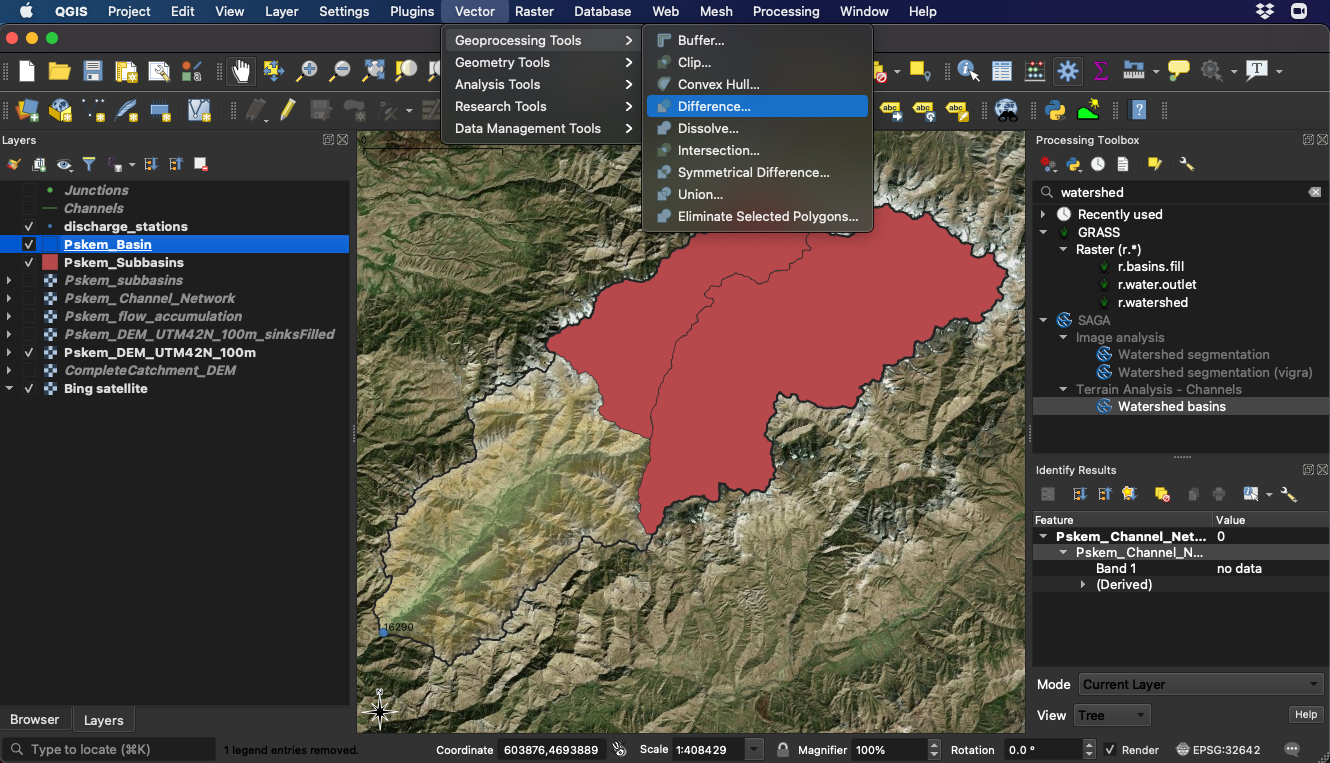 QGIS Project Edit View Layer Settings Plugins Vector Raster Database Web Mesh Processing Window Help
Geoprocessing Tools
Geometry Tools
Analysis Tools
Research Tools
Data Management Tools
Buffer...
Clip...
Convex Hull...
Difference...
Dissolve...
Intersection...
Symmetrical Difference...
Union...
Eliminate Selected Polygons...
abc abc abc
Layers
Junctions
Channels
discharge_stations
Pskem_Basin
Pskem_Subbasins
Pskem_subbasins
Pskem_Channel_Network
Pskem_flow_accumulation
Pskem_DEM_UTM42N_100m_sinksFilled
Pskem_DEM_UTM42N_100m
CompleteCatchment_DEM
Bing satellite
16290
N
Processing Toolbox
watershed
Recently used
GRASS
Raster (r.*)
r.basins.fill
r.water.outlet
r.watershed
SAGA
Image analysis
Watershed segmentation
Watershed segmentation (vigra)
Terrain Analysis - Channels
Watershed basins
Identify Results
Feature Value
Pskem_Channel_Net... 0
Pskem_Channel_N...
Band 1 no data
(Derived)
Mode Current Layer
View Tree Help
Browser Layers
Type to locate (⌘K) 1 legend entries removed. Coordinate 603876,4693889 Scale 1:408429 Magnifier 100% Rotation 0.0 ° Render EPSG:32642